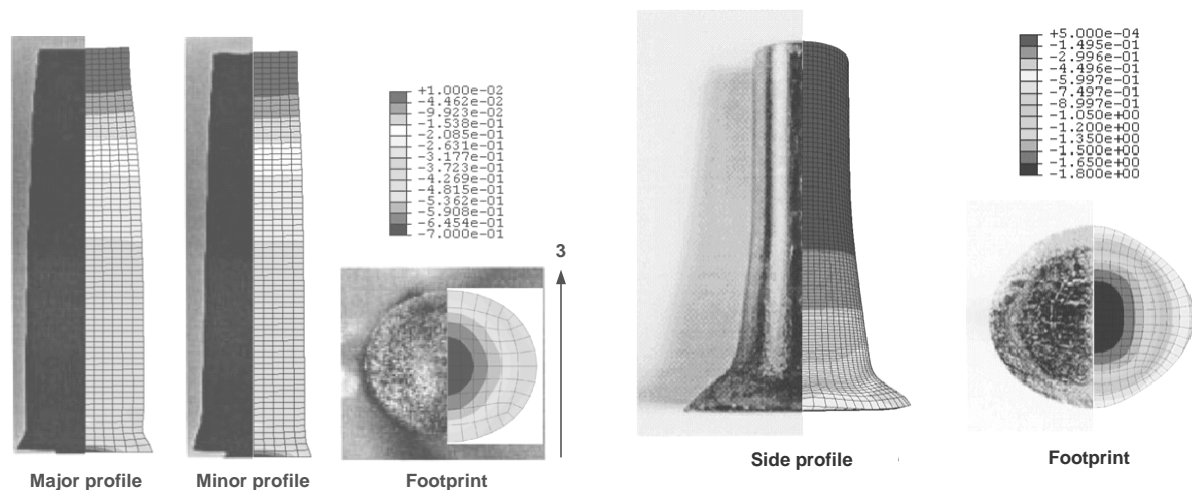 +1.000e-02
-4.462e-02
-9.923e-02
-1.538e-01
-2.085e-01
-2.631e-01
-3.177e-01
-3.723e-01
-4.269e-01
-4.815e-01
-5.362e-01
-5.908e-01
-6.454e-01
-7.000e-01
3
Major profile
Minor profile
Footprint
+5.000e-04
-1.495e-01
-2.996e-01
-4.496e-01
-5.997e-01
-7.497e-01
-8.997e-01
-1.050e+00
-1.200e+00
-1.350e+00
-1.500e+00
-1.650e+00
-1.800e+00
Side profile
Footprint